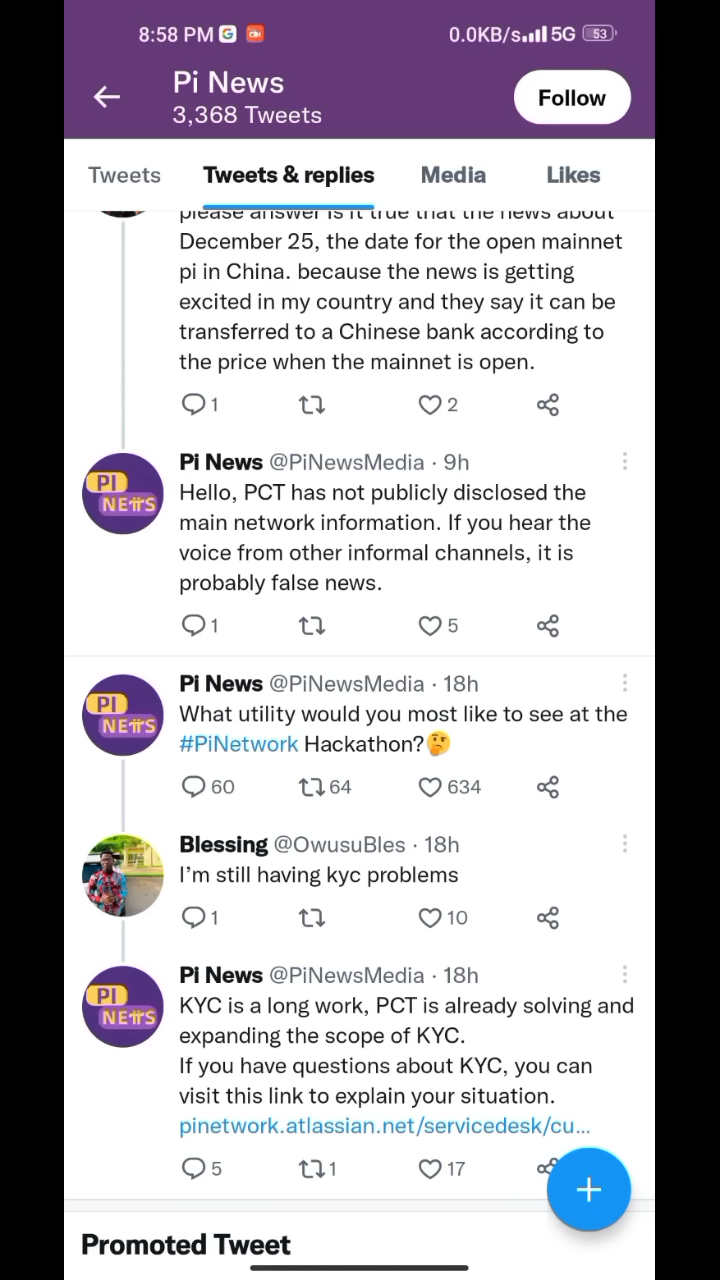 8:58 PM
0.0KB/s 5G 53
Pi News
3,368 Tweets
Follow
Tweets
Tweets & replies
Media
Likes
please answer is it true that the news about
December 25, the date for the open mainnet
pi in China. because the news is getting
excited in my country and they say it can be
transferred to a Chinese bank according to
the price when the mainnet is open.
1 2
PI
NEWS
Pi News @PiNewsMedia · 9h
Hello, PCT has not publicly disclosed the
main network information. If you hear the
voice from other informal channels, it is
probably false news.
1 5
PI
NEWS
Pi News @PiNewsMedia · 18h
What utility would you most like to see at the
#PiNetwork Hackathon?🤔
60 64 634
Blessing @OwusuBles · 18h
I'm still having kyc problems
1 10
PI
NEWS
Pi News @PiNewsMedia · 18h
KYC is a long work, PCT is already solving and
expanding the scope of KYC.
If you have questions about KYC, you can
visit this link to explain your situation.
pinetwork.atlassian.net/servicedesk/cu...
5 1 17
Promoted Tweet